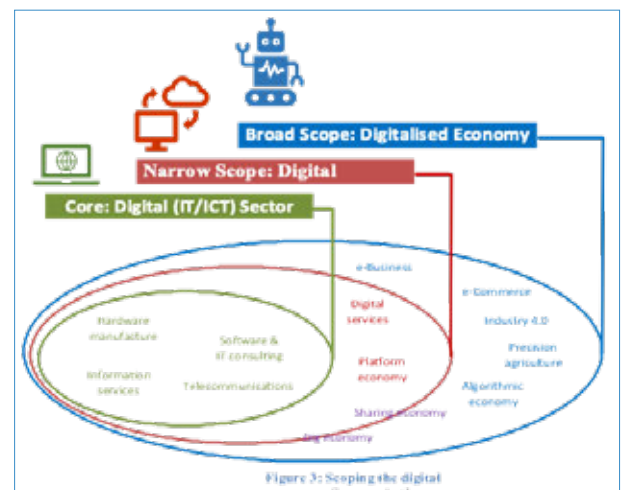 Broad Scope: Digitalised Economy
Narrow Scope: Digital
Core: Digital (IT/ICT) Sector
e-Business
e-Commerce
Digital
services
Industry 4.0
Hardware
manufacture
Software &
IT consulting
Precision
agriculture
Platform
economy
Information
services
Telecommunications
Algorithmic
economy
Sharing economy
Gig economy
Figure 3: Scoping the digital